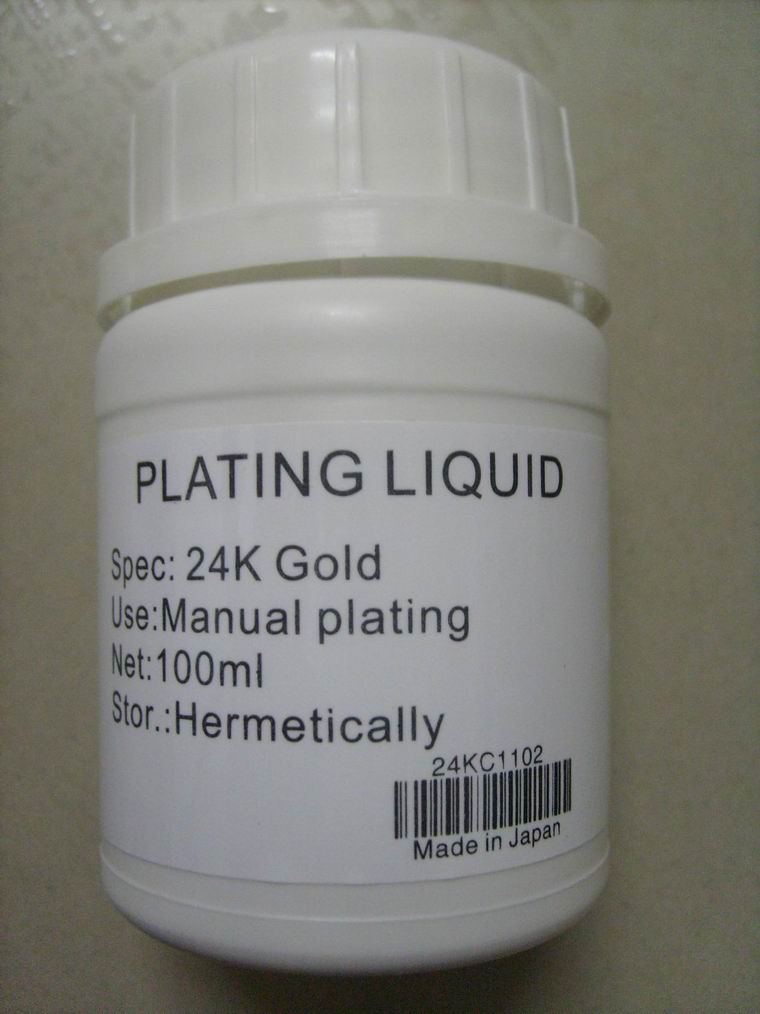 PLATING LIQUID
Spec: 24K Gold
Use:Manual plating
Net:100ml
Stor.:Hermetically
24KC1102
Made in Japan